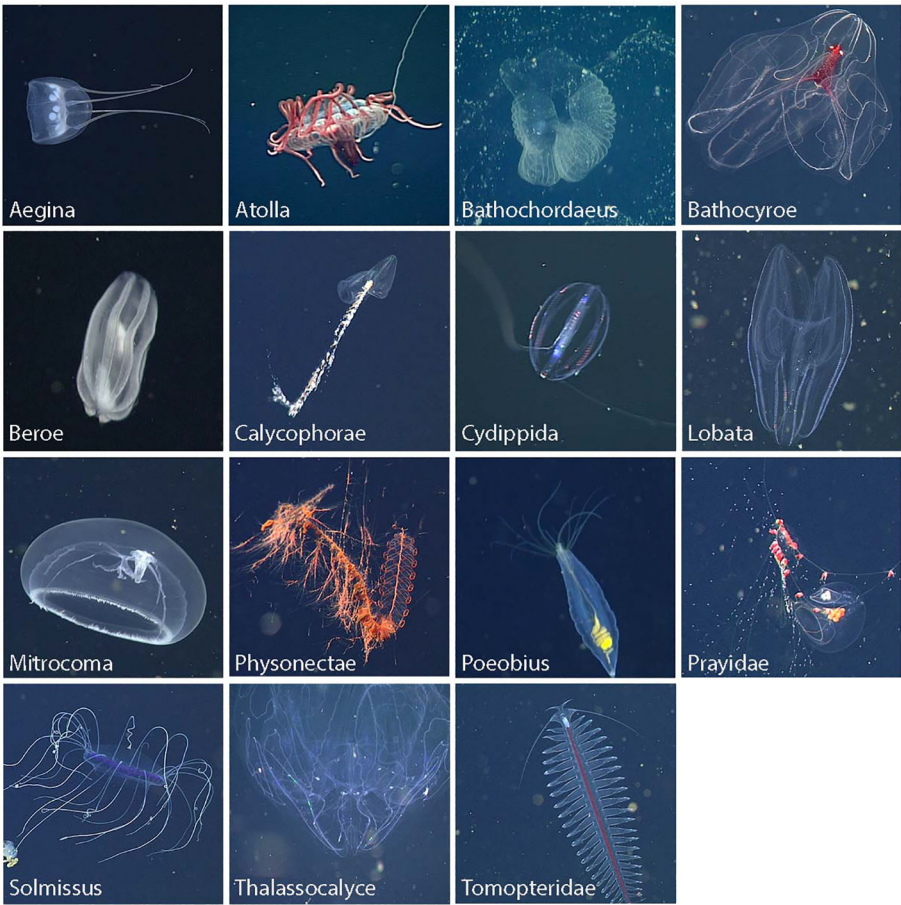 Aegina
Atolla
Bathochordaeus
Bathocyroe
Beroe
Calycophorae
Cydippida
Lobata
Mitrocoma
Physonectae
Poeobius
Prayidae
Solmissus
Thalassocalyce
Tomopteridae